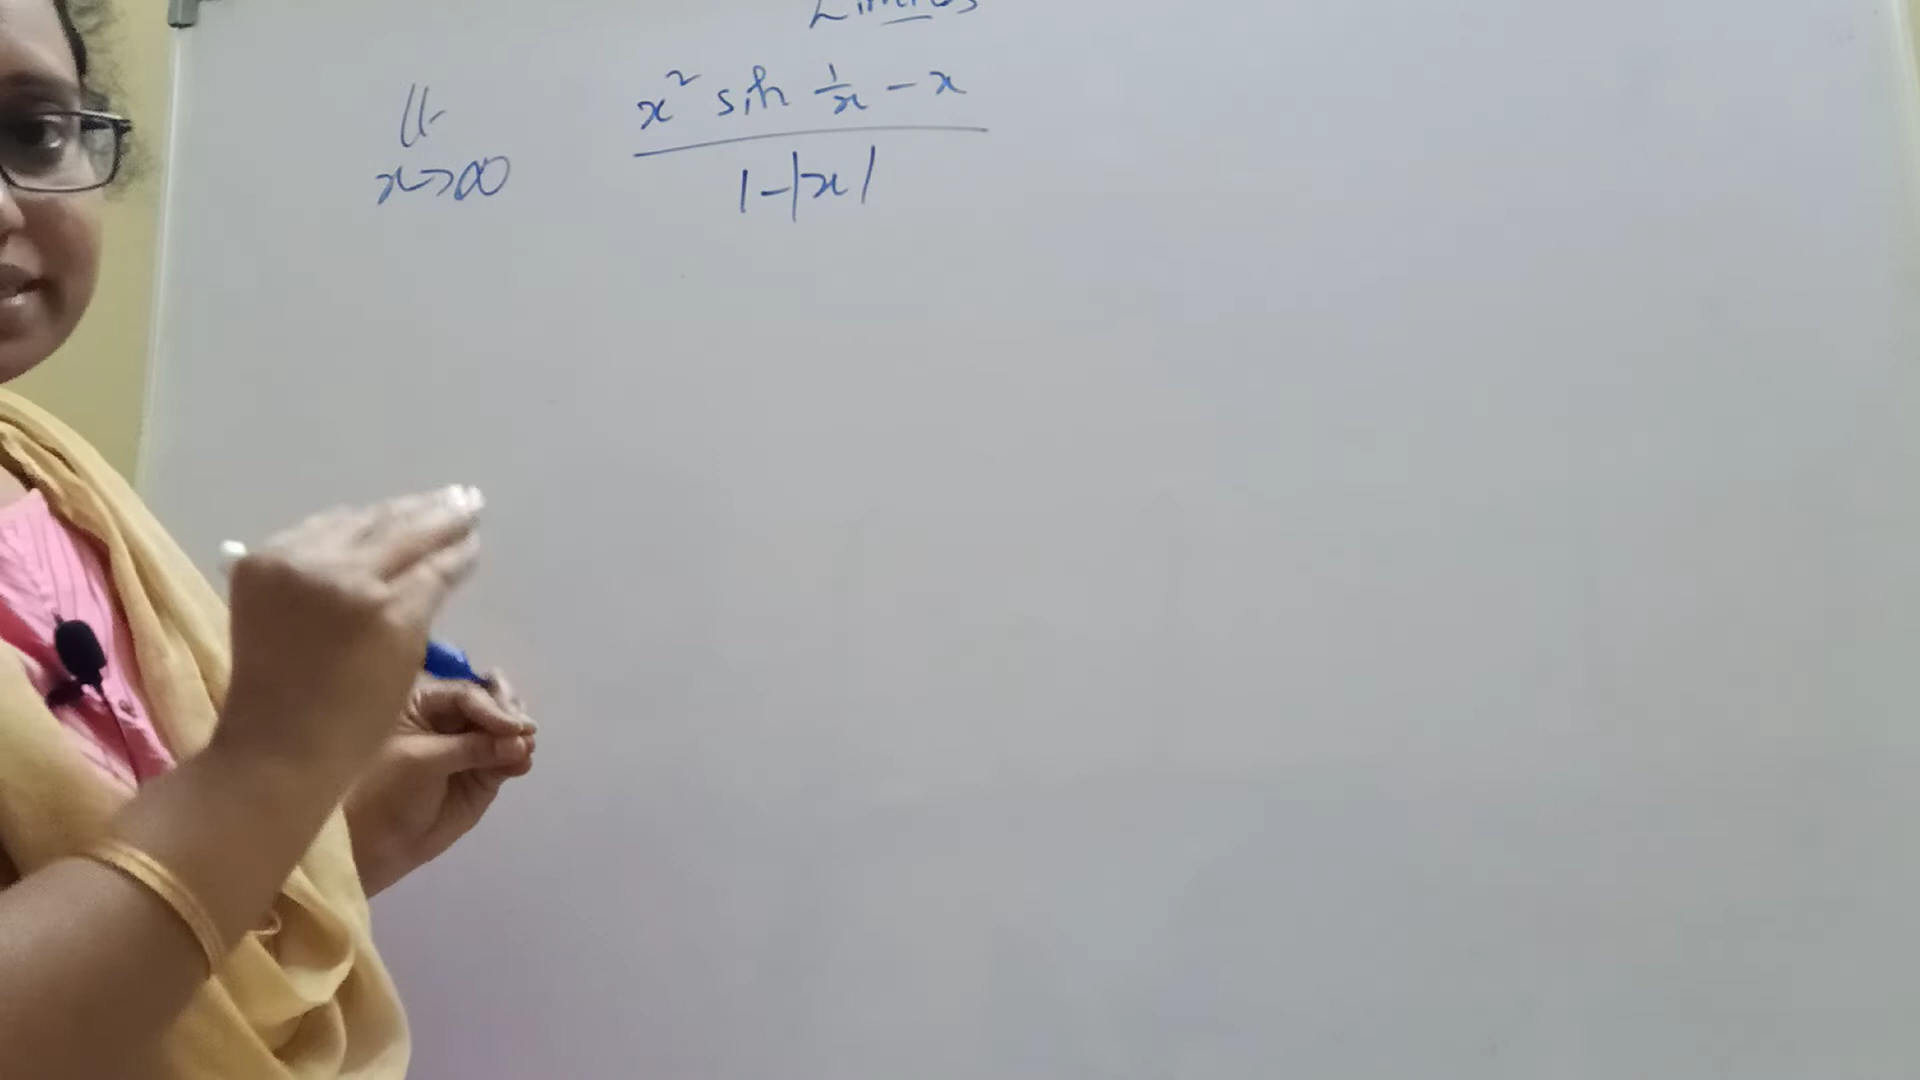 Limits
lt x² sin 1/x - x
x→∞ 1-|x|